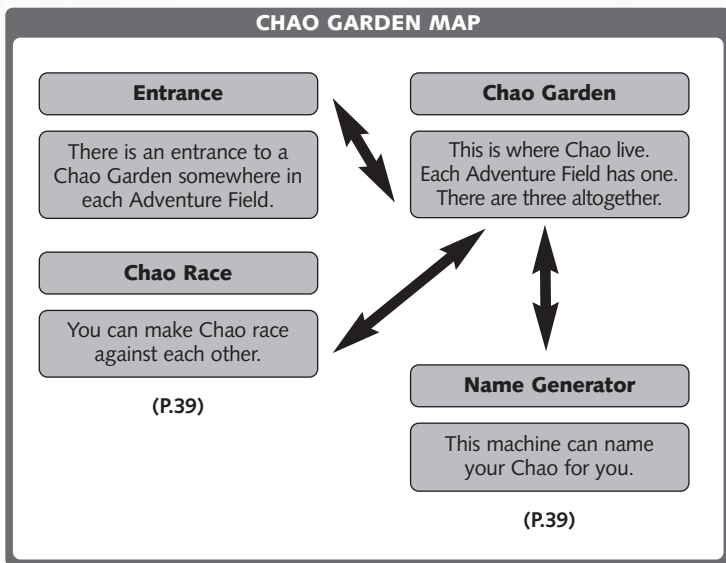 CHAO GARDEN MAP
Entrance
There is an entrance to a
Chao Garden somewhere in
each Adventure Field.
Chao Garden
This is where Chao live.
Each Adventure Field has one.
There are three altogether.
Chao Race
You can make Chao race
against each other.
(P.39)
Name Generator
This machine can name
your Chao for you.
(P.39)